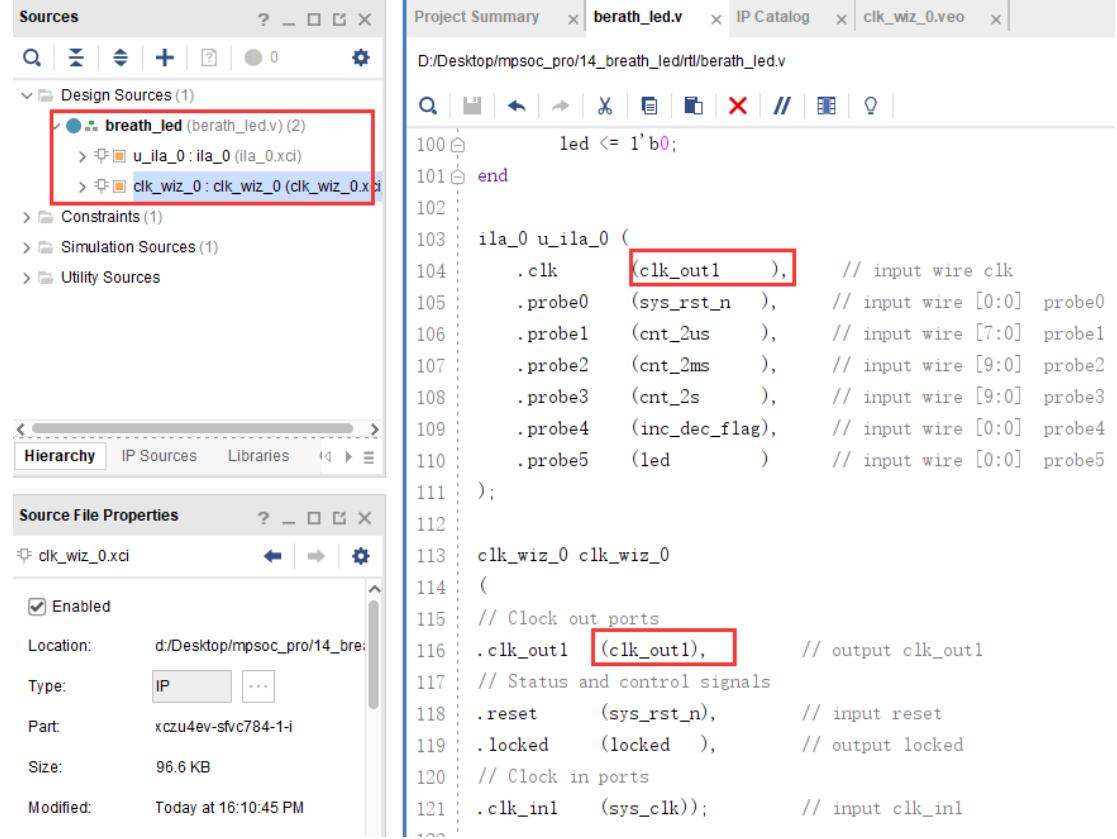 Sources
? _
0
Design Sources (1)
breath_led (berath_led.v) (2)
u_ila_0 : ila_0 (ila_0.xci)
clk_wiz_0 : clk_wiz_0 (clk_wiz_0.xci
Constraints (1)
Simulation Sources (1)
Utility Sources
Hierarchy IP Sources Libraries
Source File Properties
? _
clk_wiz_0.xci
Enabled
Location: d:/Desktop/mpsoc_pro/14_brea
Type: IP ...
Part: xczu4ev-sfvc784-1-i
Size: 96.6 KB
Modified: Today at 16:10:45 PM
Project Summary × berath_led.v × IP Catalog × clk_wiz_0.veo ×
D:/Desktop/mpsoc_pro/14_breath_led/rtl/berath_led.v
100 led <= 1'b0;
101 end
102
103 ila_0 u_ila_0 (
104 .clk (clk_out1 ), // input wire clk
105 .probe0 (sys_rst_n ), // input wire [0:0] probe0
106 .probe1 (cnt_2us ), // input wire [7:0] probe1
107 .probe2 (cnt_2ms ), // input wire [9:0] probe2
108 .probe3 (cnt_2s ), // input wire [9:0] probe3
109 .probe4 (inc_dec_flag), // input wire [0:0] probe4
110 .probe5 (led ) // input wire [0:0] probe5
111 );
112
113 clk_wiz_0 clk_wiz_0
114 (
115 // Clock out ports
116 .clk_out1 (clk_out1), // output clk_out1
117 // Status and control signals
118 .reset (sys_rst_n), // input reset
119 .locked (locked ), // output locked
120 // Clock in ports
121 .clk_in1 (sys_clk)); // input clk_in1